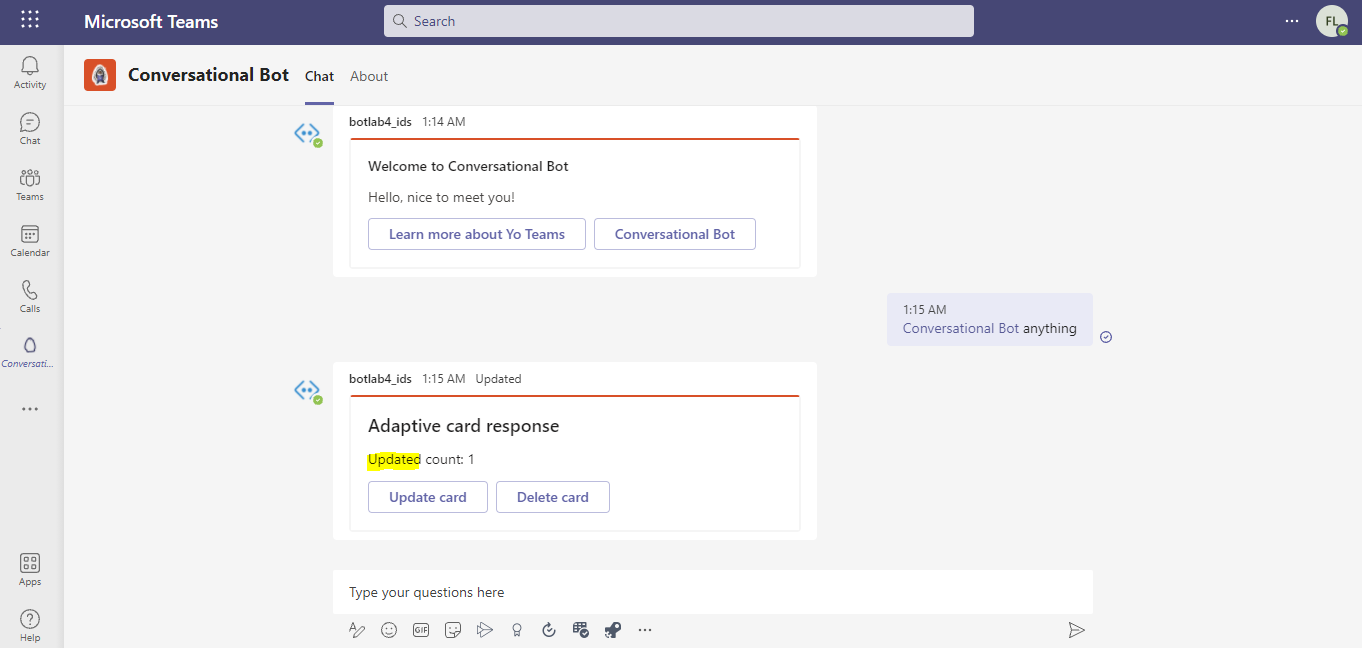 Microsoft Teams
Search
FL
Activity
Chat
Teams
Calendar
Calls
Conversati...
Apps
Help
Conversational Bot
Chat
About
botlab4_ids 1:14 AM
Welcome to Conversational Bot
Hello, nice to meet you!
Learn more about Yo Teams
Conversational Bot
1:15 AM
Conversational Bot anything
botlab4_ids 1:15 AM Updated
Adaptive card response
Updated count: 1
Update card
Delete card
Type your questions here
GIF